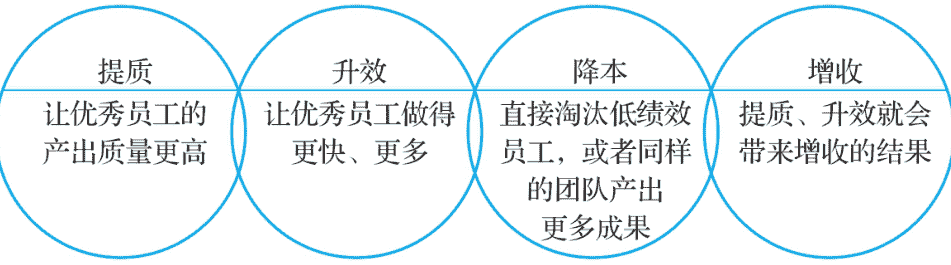 提质
让优秀员工的
产出质量更高
升效
让优秀员工做得
更快、更多
降本
直接淘汰低绩效
员工，或者同样
的团队产出
更多成果
增收
提质、升效就会
带来增收的结果